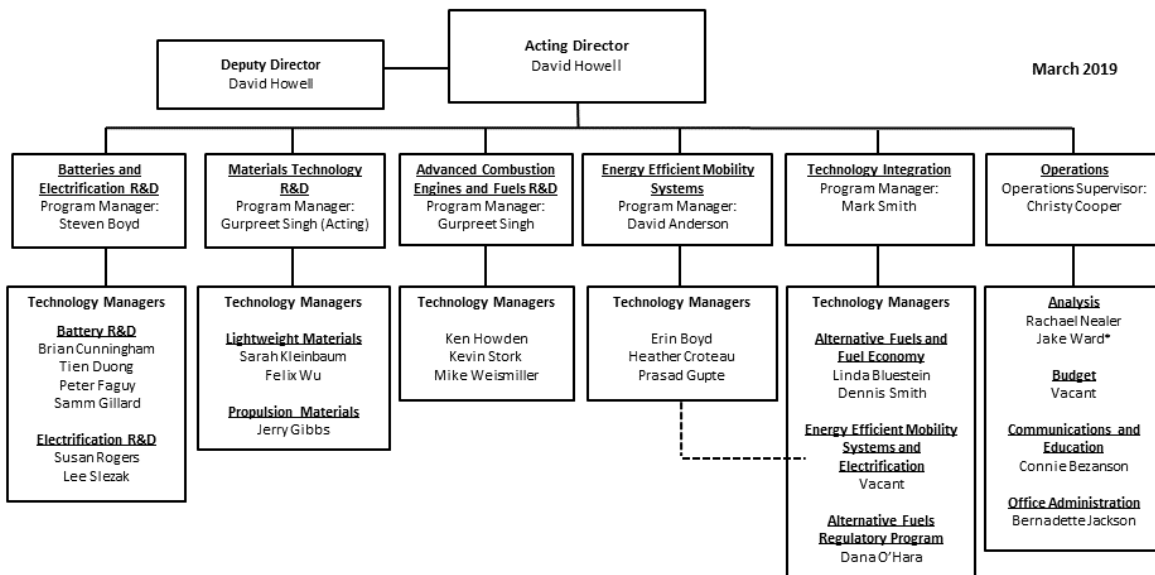 Acting Director
David Howell
Deputy Director
David Howell
March 2019
Batteries and
Electrification R&D
Program Manager:
Steven Boyd
Materials Technology
R&D
Program Manager:
Gurpreet Singh (Acting)
Advanced Combustion
Engines and Fuels R&D
Program Manager:
Gurpreet Singh
Energy Efficient Mobility
Systems
Program Manager:
David Anderson
Technology Integration
Program Manager:
Mark Smith
Operations
Operations Supervisor:
Christy Cooper
Technology Managers
Battery R&D
Brian Cunningham
Tien Duong
Peter Faguy
Samm Gillard
Electrification R&D
Susan Rogers
Lee Slezak
Technology Managers
Lightweight Materials
Sarah Kleinbaum
Felix Wu
Propulsion Materials
Jerry Gibbs
Technology Managers
Ken Howden
Kevin Stork
Mike Weismiller
Technology Managers
Erin Boyd
Heather Croteau
Prasad Gupte
Technology Managers
Alternative Fuels and
Fuel Economy
Linda Bluestein
Dennis Smith
Energy Efficient Mobility
Systems and
Electrification
Vacant
Alternative Fuels
Regulatory Program
Dana O'Hara
Analysis
Rachael Nealer
Jake Ward*
Budget
Vacant
Communications and
Education
Connie Bezanson
Office Administration
Bernadette Jackson